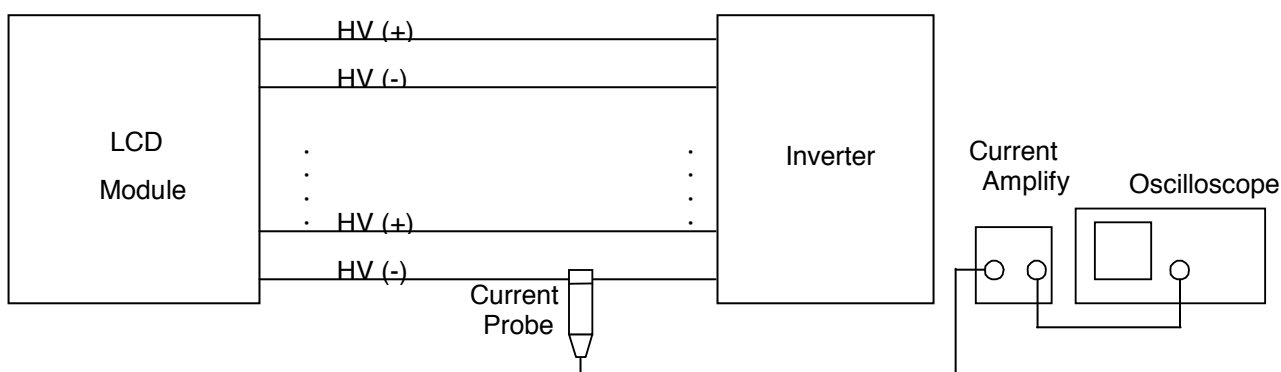 HV (+)
HV (-)
LCD
Module
Inverter
Current
Amplify
Oscilloscope
HV (+)
HV (-)
Current
Probe